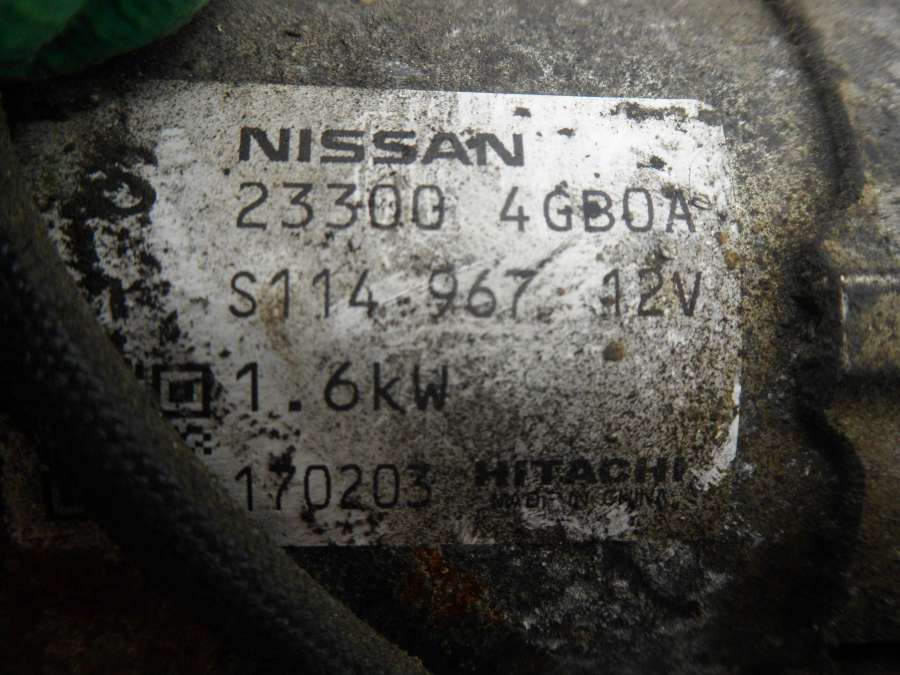 NISSAN
23300 4GB0A
S114-967 12V
1.6kW
170203 HITACHI
MADE IN CHINA